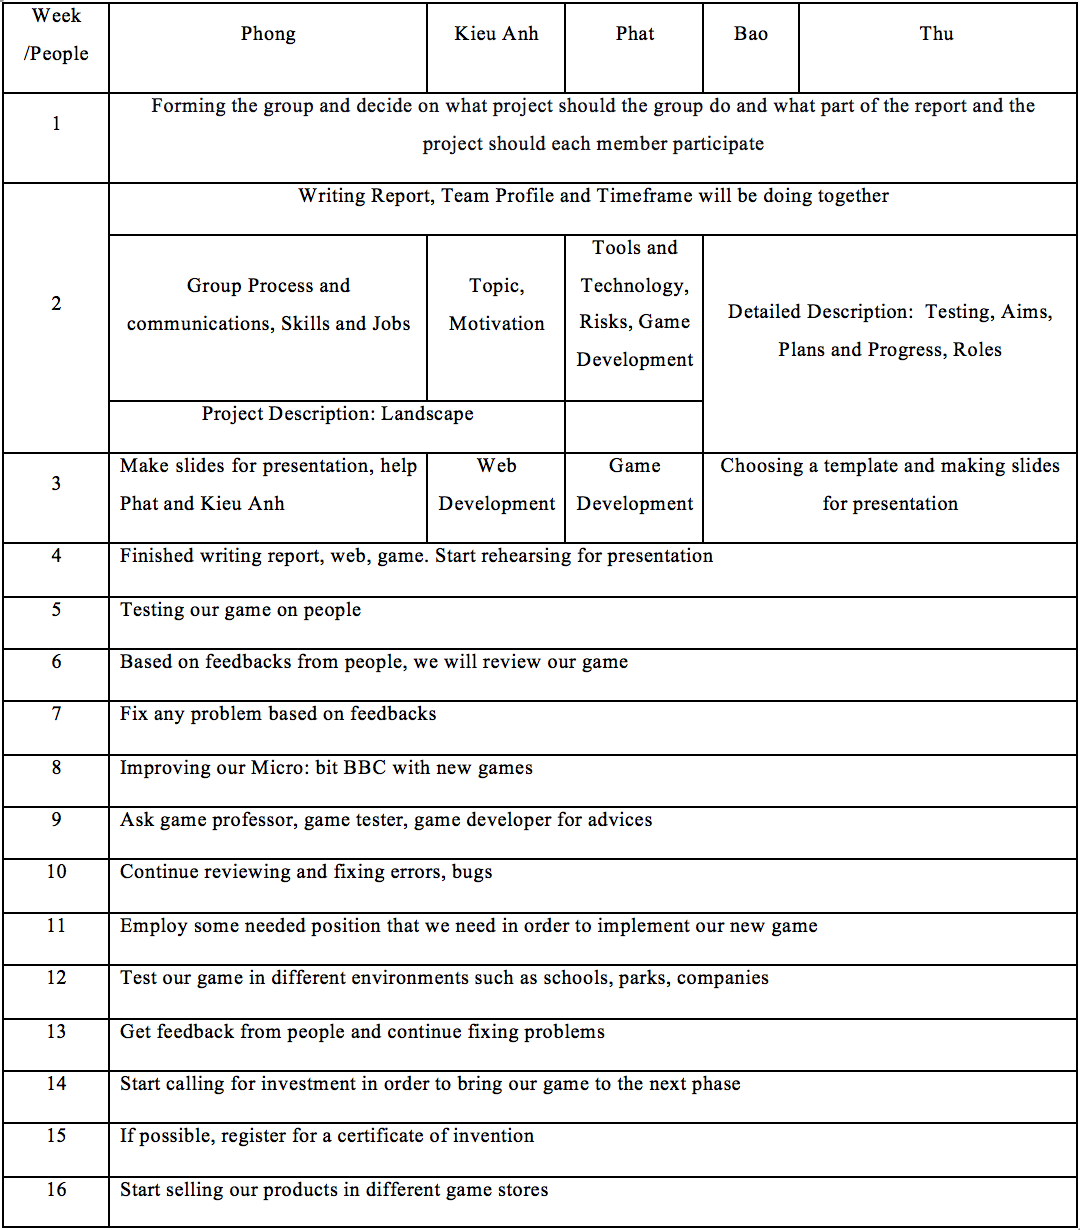 Week
/People
Phong
Kieu Anh
Phat
Bao
Thu
1
Forming the group and decide on what project should the group do and what part of the report and the
project should each member participate
2
Writing Report, Team Profile and Timeframe will be doing together
Group Process and
communications, Skills and Jobs
Topic,
Motivation
Tools and
Technology,
Risks, Game
Development
Detailed Description:  Testing, Aims,
Plans and Progress, Roles
Project Description: Landscape
3
Make slides for presentation, help
Phat and Kieu Anh
Web
Development
Game
Development
Choosing a template and making slides
for presentation
4
Finished writing report, web, game. Start rehearsing for presentation
5
Testing our game on people
6
Based on feedbacks from people, we will review our game
7
Fix any problem based on feedbacks
8
Improving our Micro: bit BBC with new games
9
Ask game professor, game tester, game developer for advices
10
Continue reviewing and fixing errors, bugs
11
Employ some needed position that we need in order to implement our new game
12
Test our game in different environments such as schools, parks, companies
13
Get feedback from people and continue fixing problems
14
Start calling for investment in order to bring our game to the next phase
15
If possible, register for a certificate of invention
16
Start selling our products in different game stores